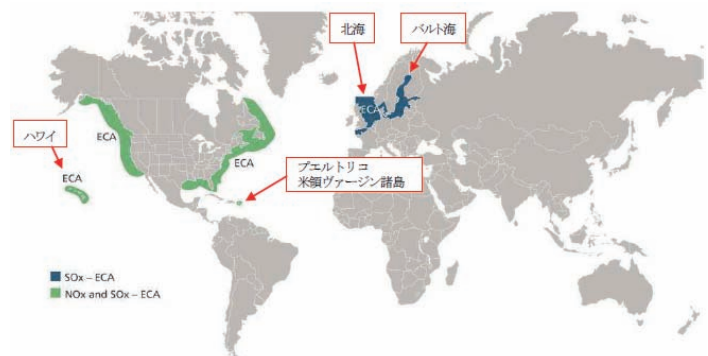 北海
バルト海
ECA
ハワイ
ECA
ECA
ECA
プエルトリコ
米領ヴァージン諸島
SOx – ECA
NOx and SOx – ECA